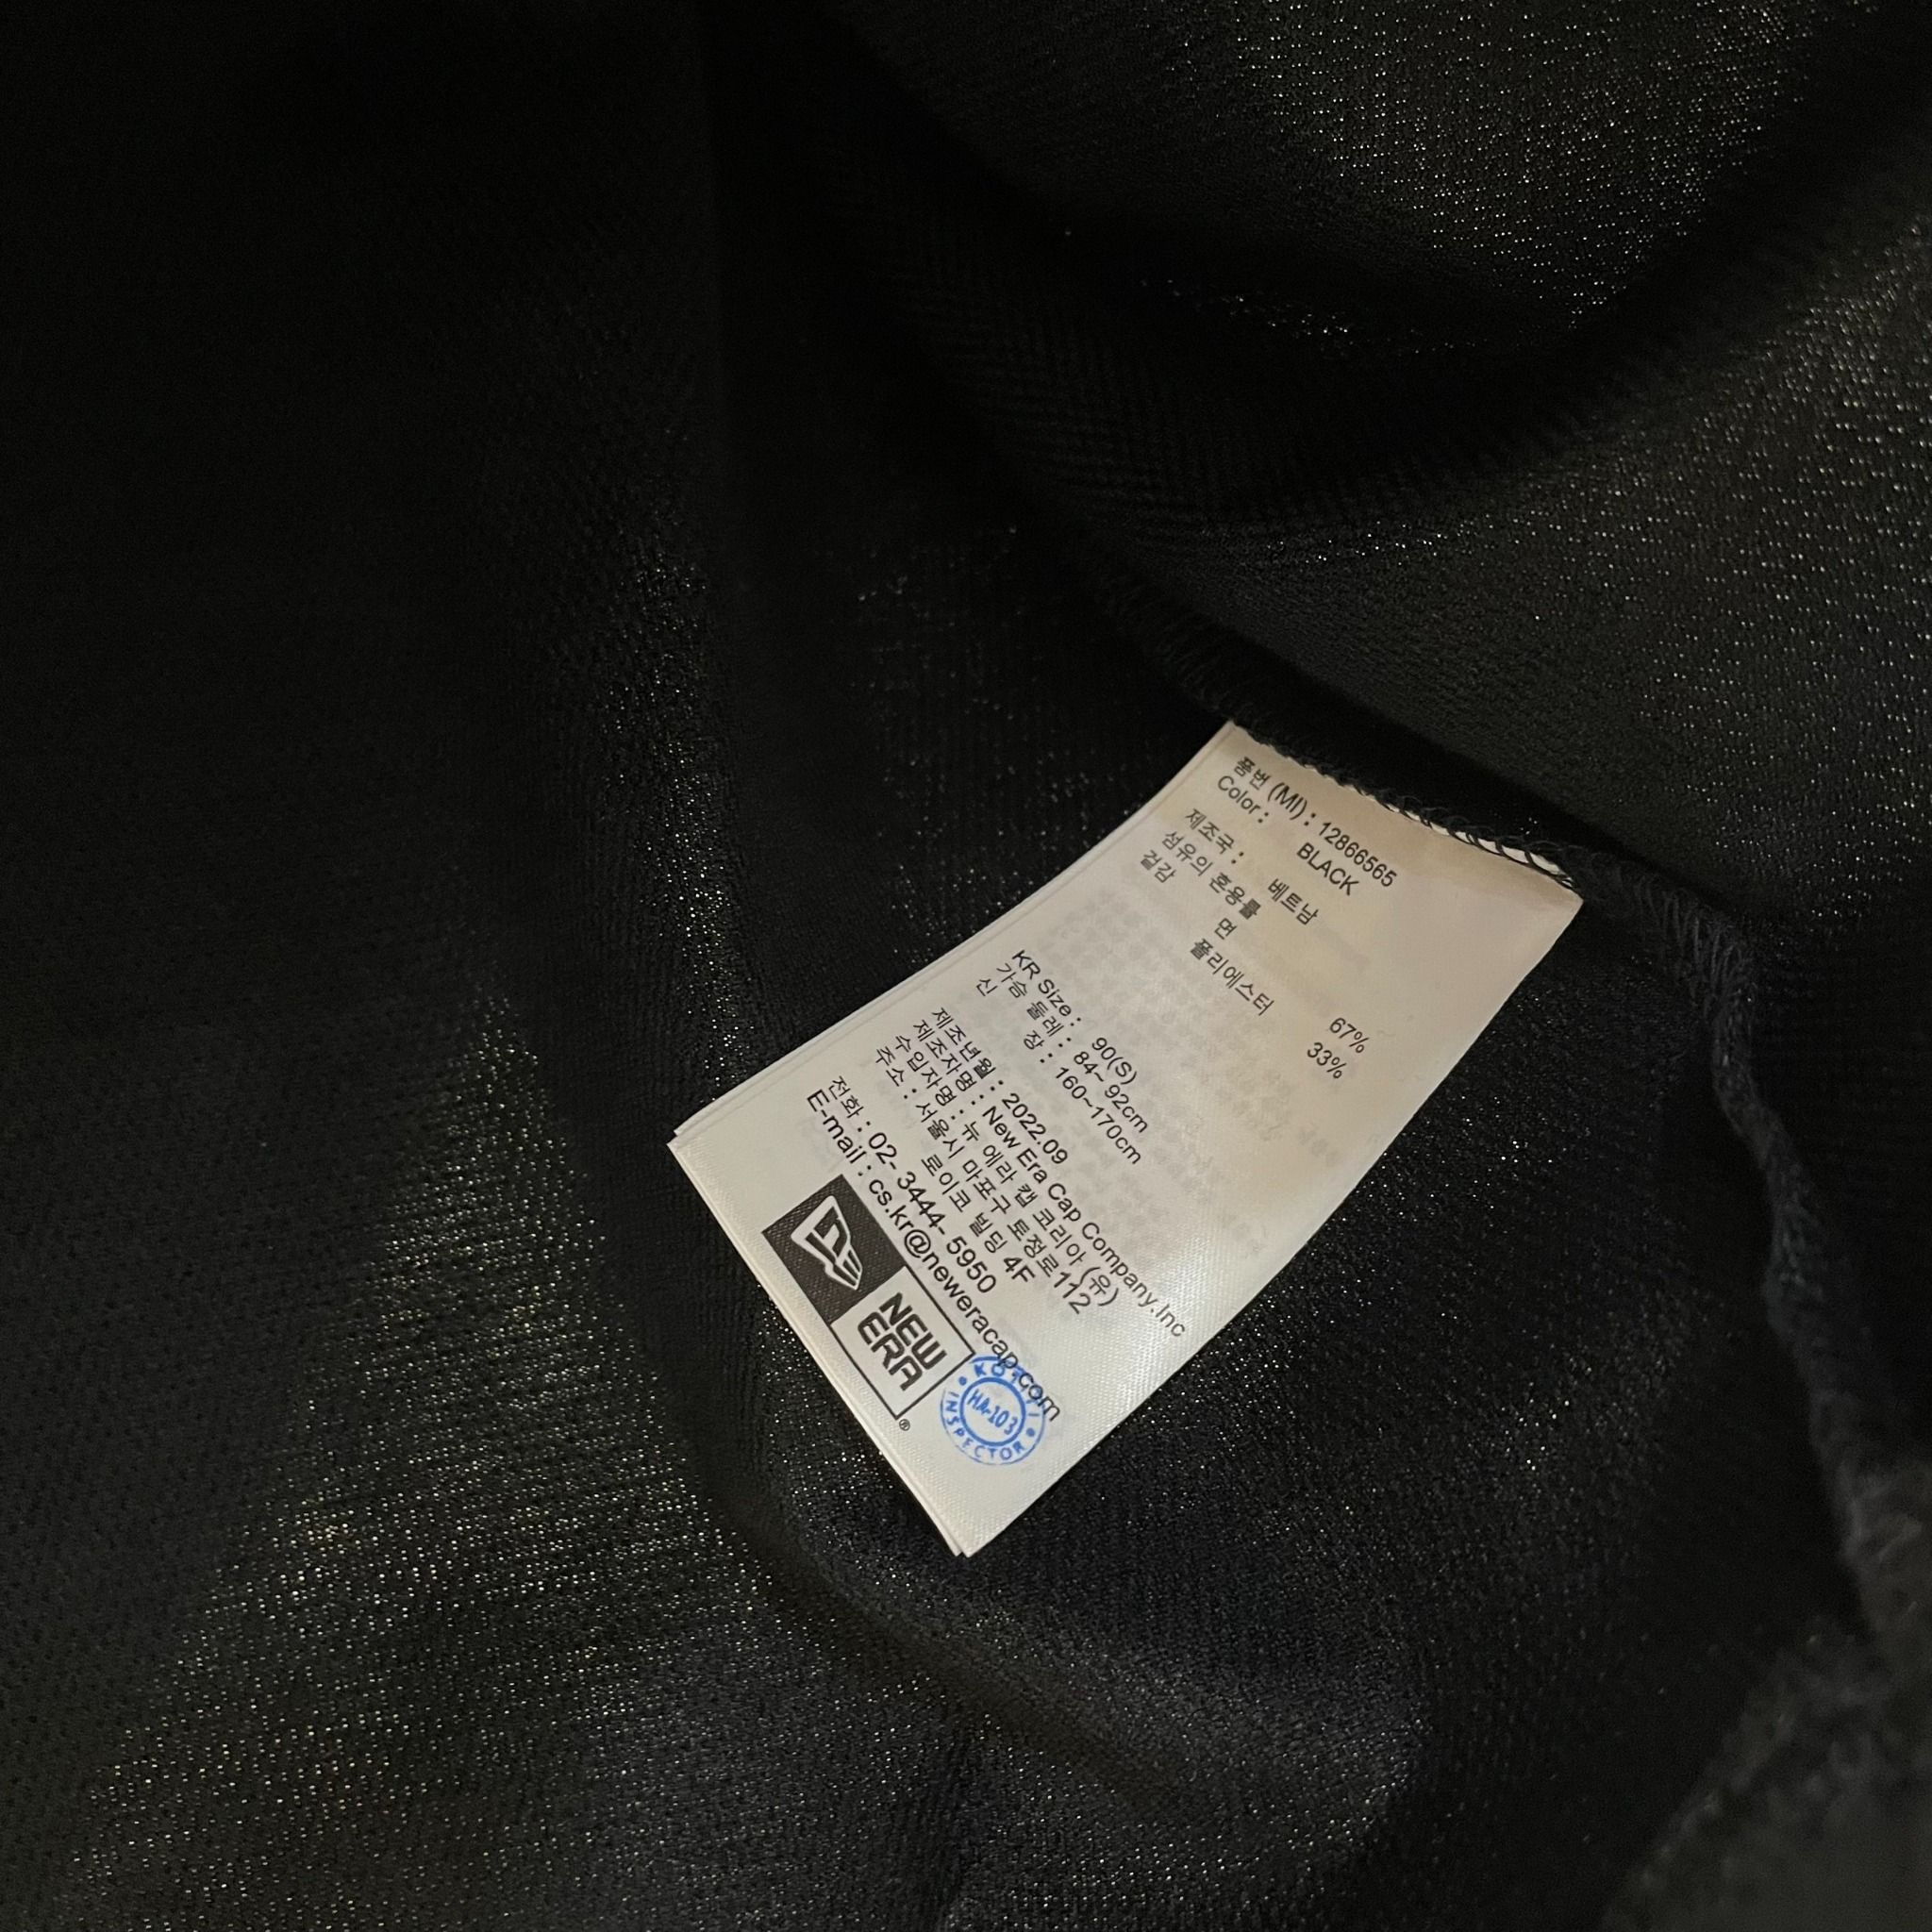 품번 (MI) : 12866565
Color : BLACK
제조국 : 베트남
섬유의 혼용률
겉감 면 67%
폴리에스터 33%
KR Size : 90(S)
가슴 둘레 : 84~ 92cm
신 장 : 160~170cm
제조년월 : 2022.09
제조자명 : New Era Cap Company.Inc
수입자명 : 뉴 에라 캡 코리아 (유)
주소 : 서울시 마포구 토정로 112
로이코 빌딩 4F
전화 : 02- 3444- 5950
E-mail : cs.kr@neweracap.com
NEW
ERA®
HA-103
INSPECTOR